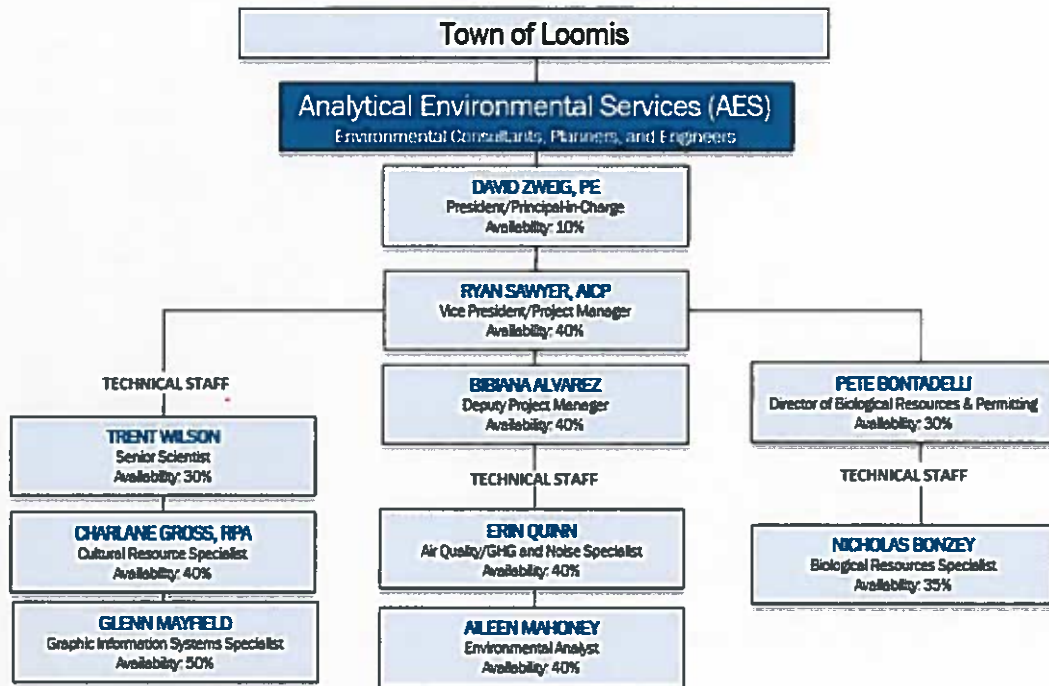 Town of Loomis
Analytical Environmental Services (AES)
Environmental Consultants, Planners, and Engineers
DAVID ZWEIG, PE
President/Principal-in-Charge
Availability: 10%
RYAN SAWYER, AICP
Vice President/Project Manager
Availability: 40%
TECHNICAL STAFF
TRENT WILSON
Senior Scientist
Availability: 30%
CHARLANE GROSS, RPA
Cultural Resource Specialist
Availability: 40%
GLENN MAYFIELD
Graphic Information Systems Specialist
Availability: 50%
BIBIANA ALVAREZ
Deputy Project Manager
Availability: 40%
TECHNICAL STAFF
ERIN QUINN
Air Quality/GHG and Noise Specialist
Availability: 40%
AILEEN MAHONEY
Environmental Analyst
Availability: 40%
PETE BONTADELLI
Director of Biological Resources & Permitting
Availability: 30%
TECHNICAL STAFF
NICHOLAS BONZEY
Biological Resources Specialist
Availability: 35%